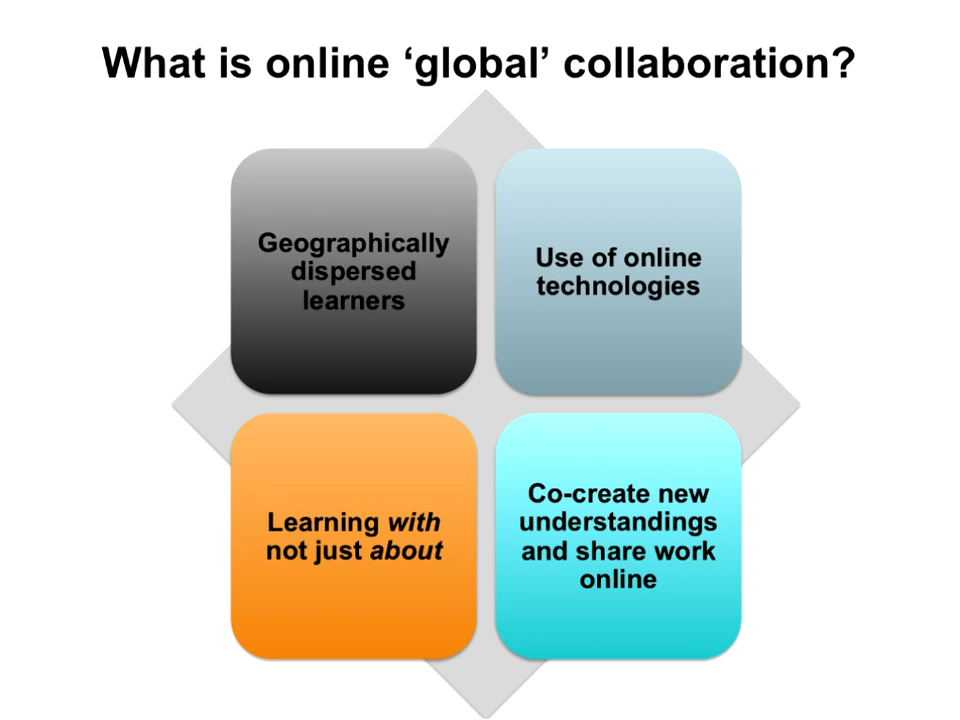 What is online ‘global’ collaboration?
Geographically
dispersed
learners
Use of online
technologies
Learning with
not just about
Co-create new
understandings
and share work
online